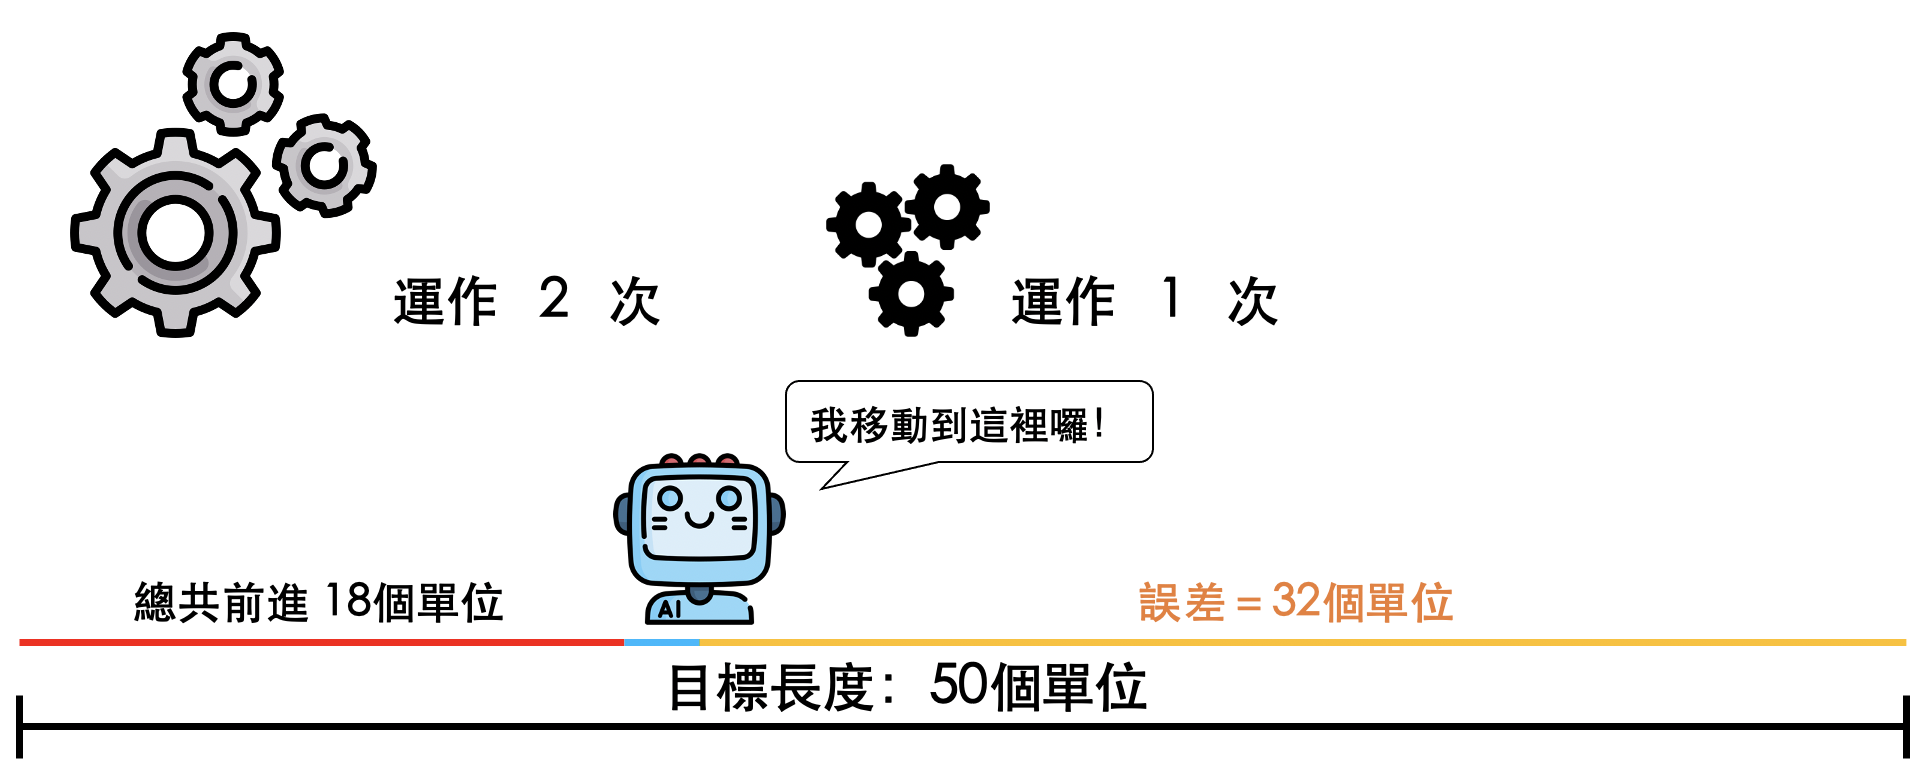 運作 2 次
運作 1 次
我移動到這裡囉!
AI
總共前進 18個單位
誤差 = 32個單位
目標長度: 50個單位